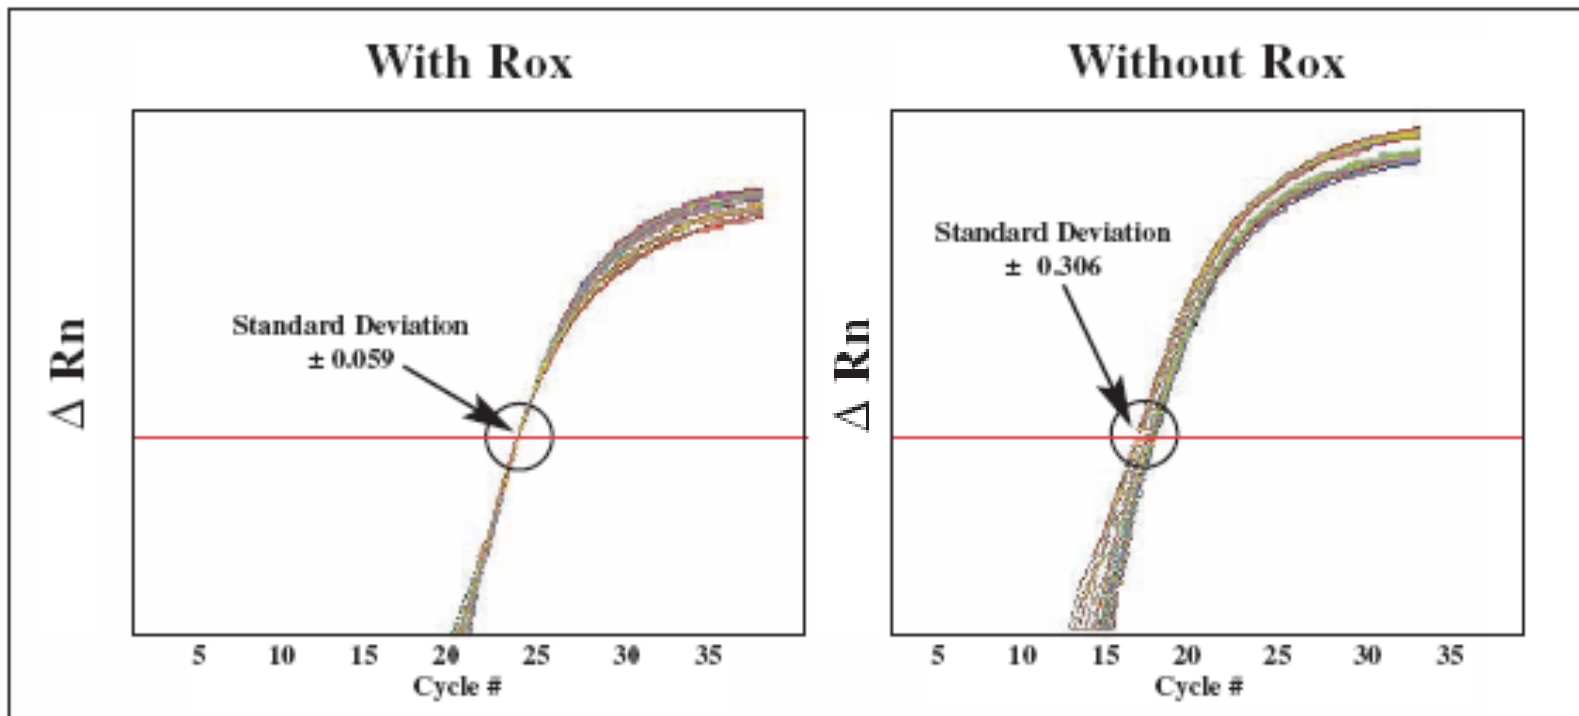 With Rox
Δ Rn
Standard Deviation
± 0.059
5 10 15 20 25 30 35
Cycle #
Without Rox
Δ Rn
Standard Deviation
± 0.306
5 10 15 20 25 30 35
Cycle #